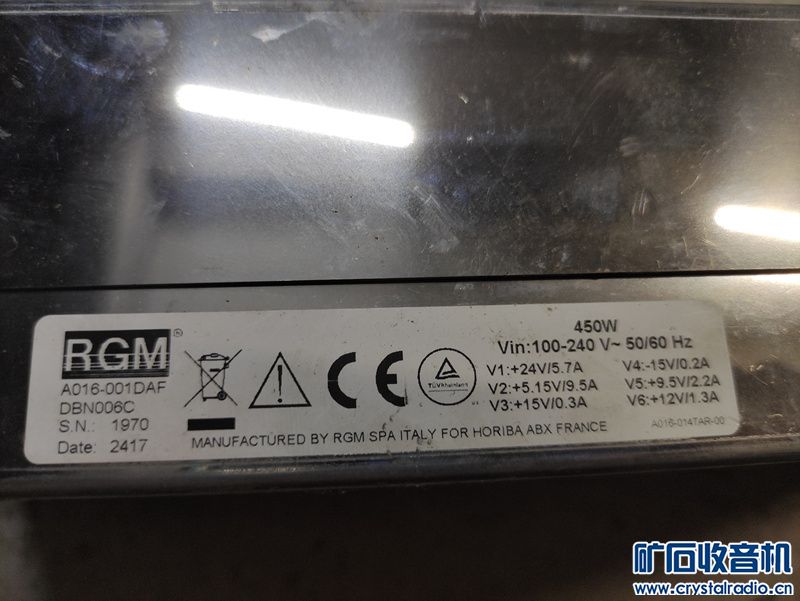 RGM®
A016-001DAF
DBN006C
S.N.: 1970
Date: 2417
CE
TÜVRheinland
MANUFACTURED BY RGM SPA ITALY FOR HORIBA ABX FRANCE
450W
Vin:100-240 V~ 50/60 Hz
V1:+24V/5.7A V4:-15V/0.2A
V2:+5.15V/9.5A V5:+9.5V/2.2A
V3:+15V/0.3A V6:+12V/1.3A
A016-014TAR-00
矿石收音机
www.crystalradio.cn